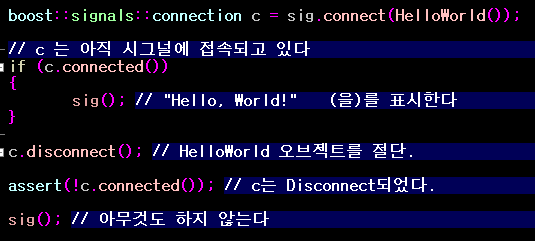 boost::signals::connection c = sig.connect(HelloWorld());
// c 는 아직 시그널에 접속되고 있다
if (c.connected())
{
sig(); // "Hello, World!" (을)를 표시한다
}
c.disconnect(); // HelloWorld 오브젝트를 절단.
assert(!c.connected()); // c는 Disconnect되었다.
sig(); // 아무것도 하지 않는다